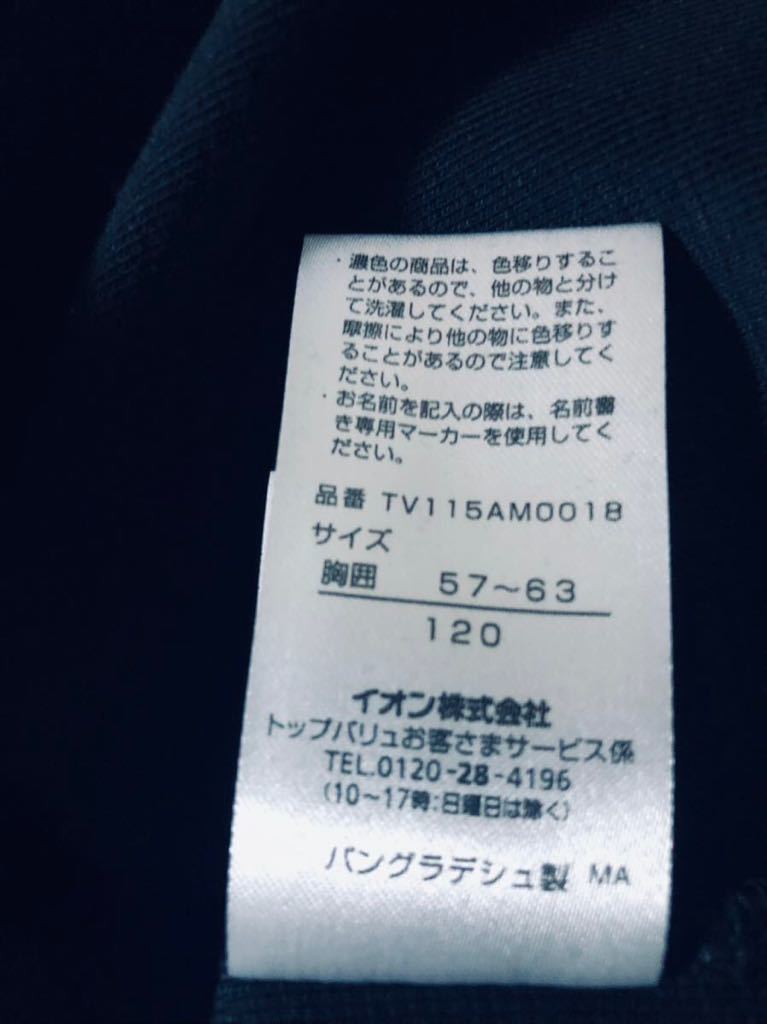 ・濃色の商品は、色移りするこ
とがあるので、他の物と分け
て洗濯してください。また、
摩擦により他の物に色移りす
ることがあるので注意してく
ださい。
・お名前を記入の際は、名前書
き専用マーカーを使用してく
ださい。
品番 TV115AM0018
サイズ
胸囲 57～63
120
イオン株式会社
トップバリュお客さまサービス係
TEL.0120-28-4196
(10～17時:日曜日は除く)
バングラデシュ製 MA